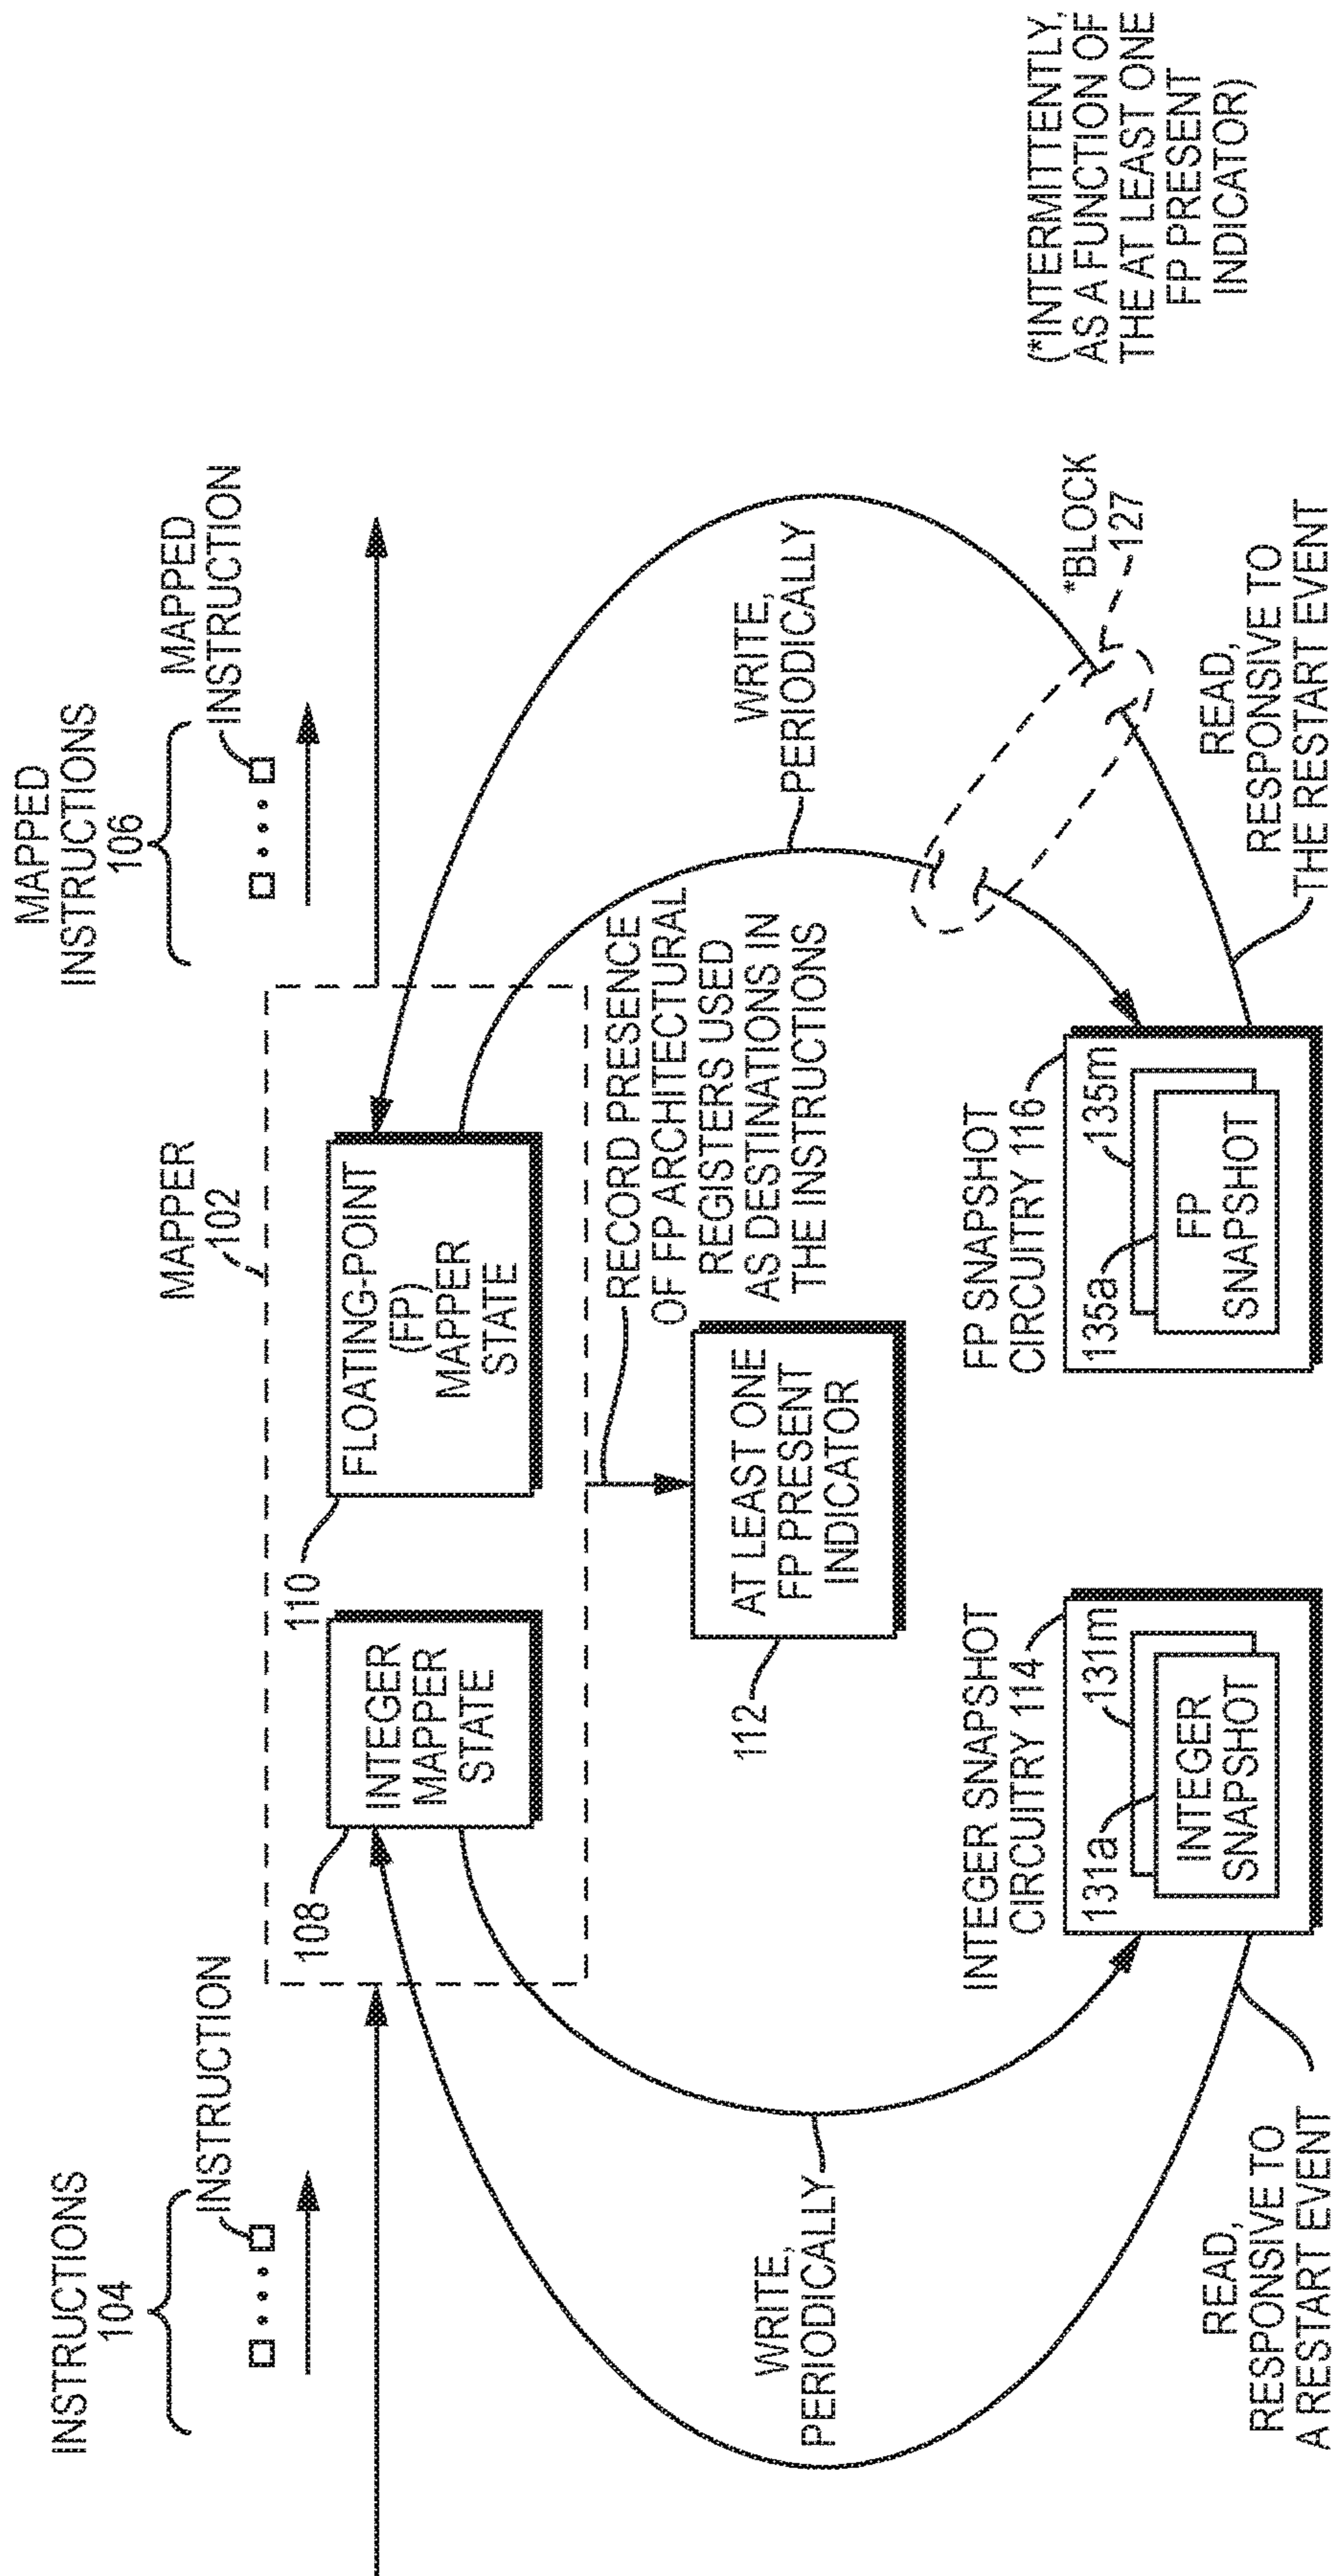 INSTRUCTIONS
104
INSTRUCTION
MAPPER
102
MAPPED
INSTRUCTIONS
106
MAPPED
INSTRUCTION
108
INTEGER
MAPPER
STATE
110
FLOATING-POINT
(FP)
MAPPER
STATE
RECORD PRESENCE
OF FP ARCHITECTURAL
REGISTERS USED
AS DESTINATIONS IN
THE INSTRUCTIONS
112
AT LEAST ONE
FP PRESENT
INDICATOR
WRITE,
PERIODICALLY
WRITE,
PERIODICALLY
INTEGER SNAPSHOT
CIRCUITRY 114
131a
131m
INTEGER
SNAPSHOT
FP SNAPSHOT
CIRCUITRY 116
135a
135m
FP
SNAPSHOT
*BLOCK
127
(*INTERMITTENTLY,
AS A FUNCTION OF
THE AT LEAST ONE
FP PRESENT
INDICATOR)
READ,
RESPONSIVE TO
A RESTART EVENT
READ,
RESPONSIVE TO
THE RESTART EVENT